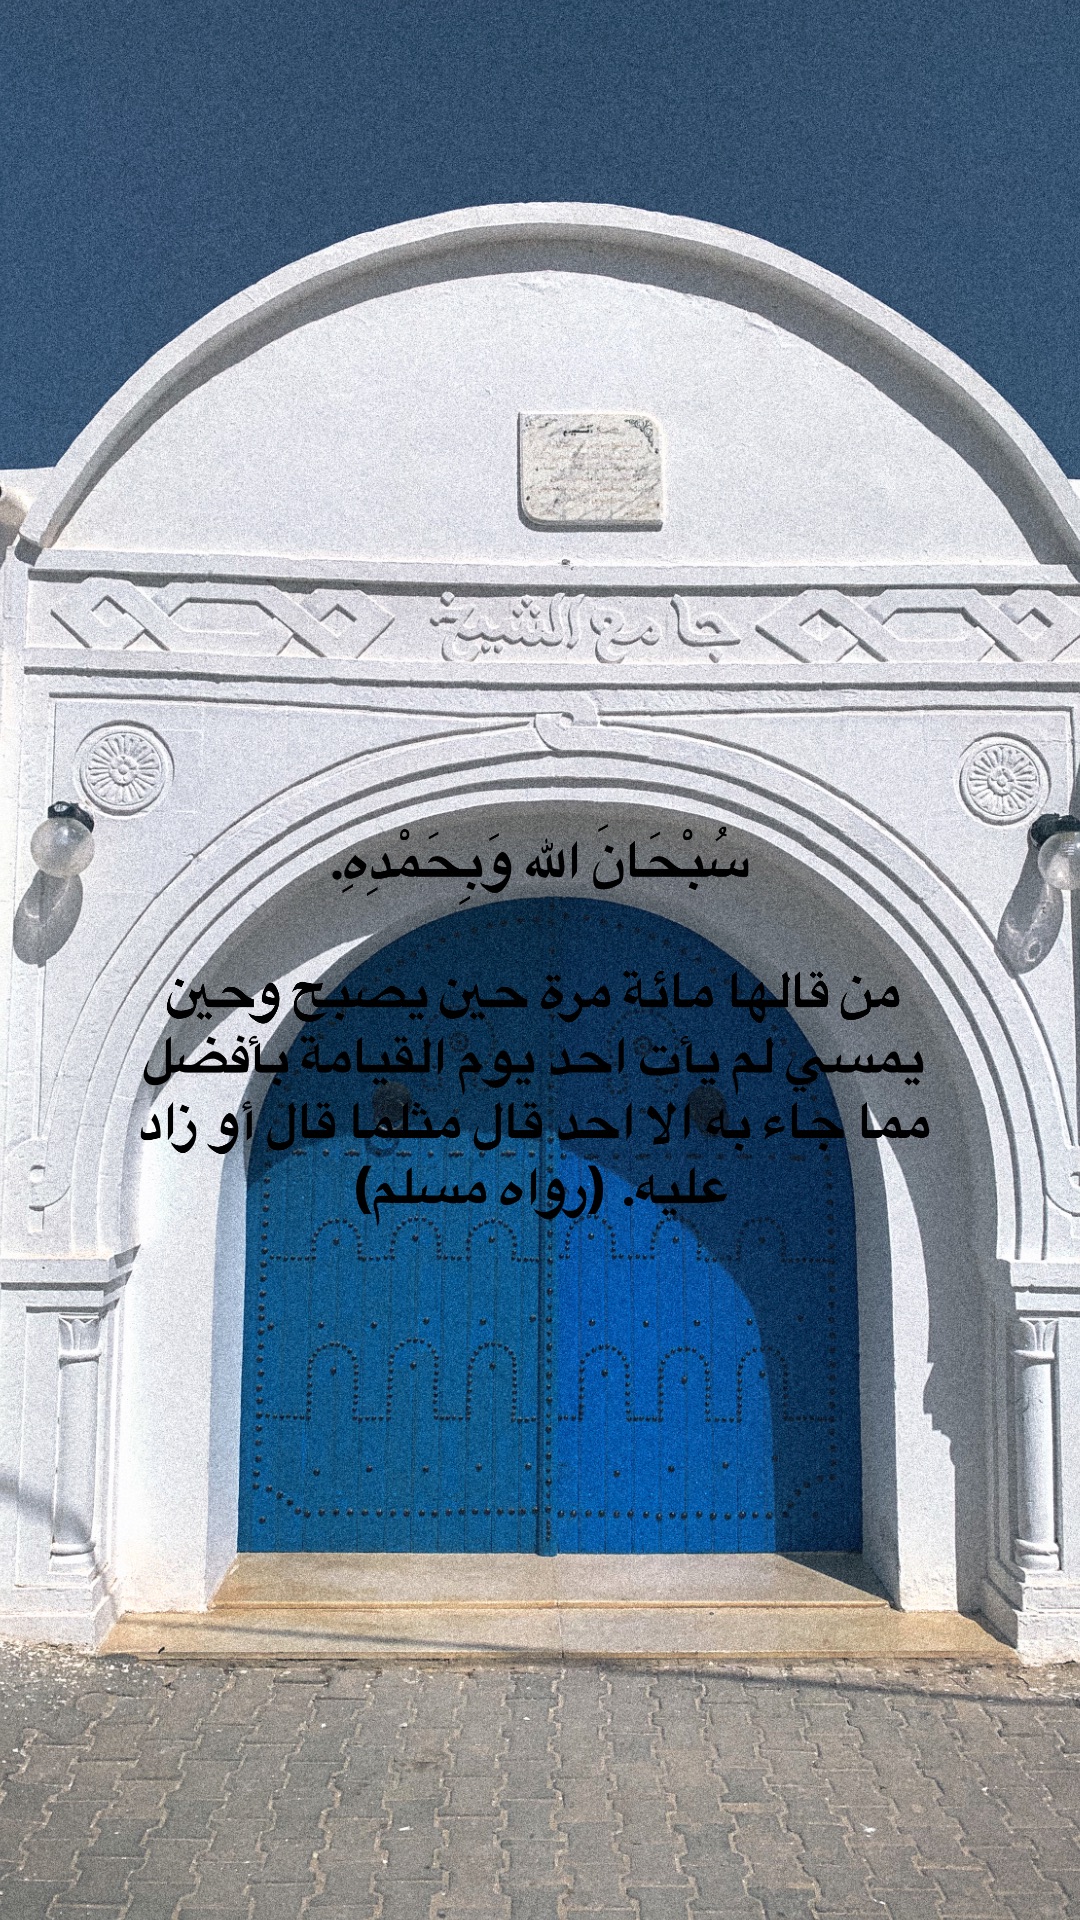 جامع الشيخ
سُبْحَانَ الله وَبِحَمْدِهِ.
من قالها مائة مرة حين يصبح وحين
يمسي لم يأت احد يوم القيامة بأفضل
مما جاء به الا احد قال مثلما قال أو زاد
عليه. (رواه مسلم)